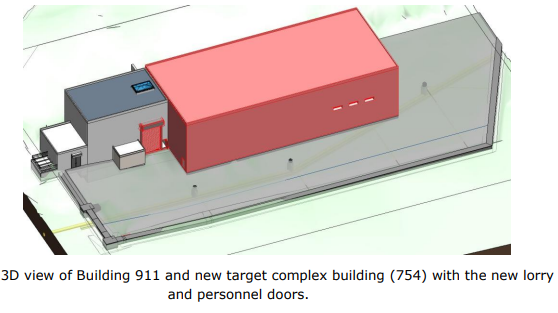 3D view of Building 911 and new target complex building (754) with the new lorry
and personnel doors.